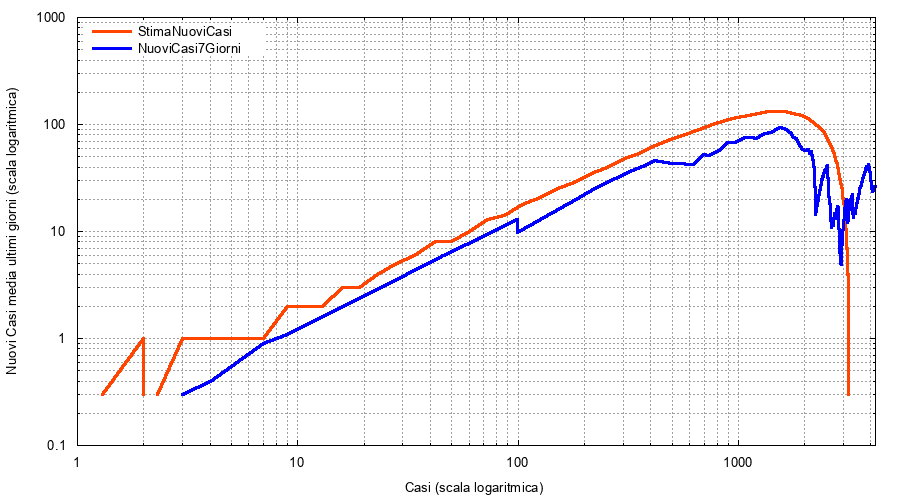 1000
StimaNuoviCasi
NuoviCasi7Giorni
100
10
1
0.1
Nuovi Casi media ultimi giorni (scala logaritmica)
1 10 100 1000
Casi (scala logaritmica)